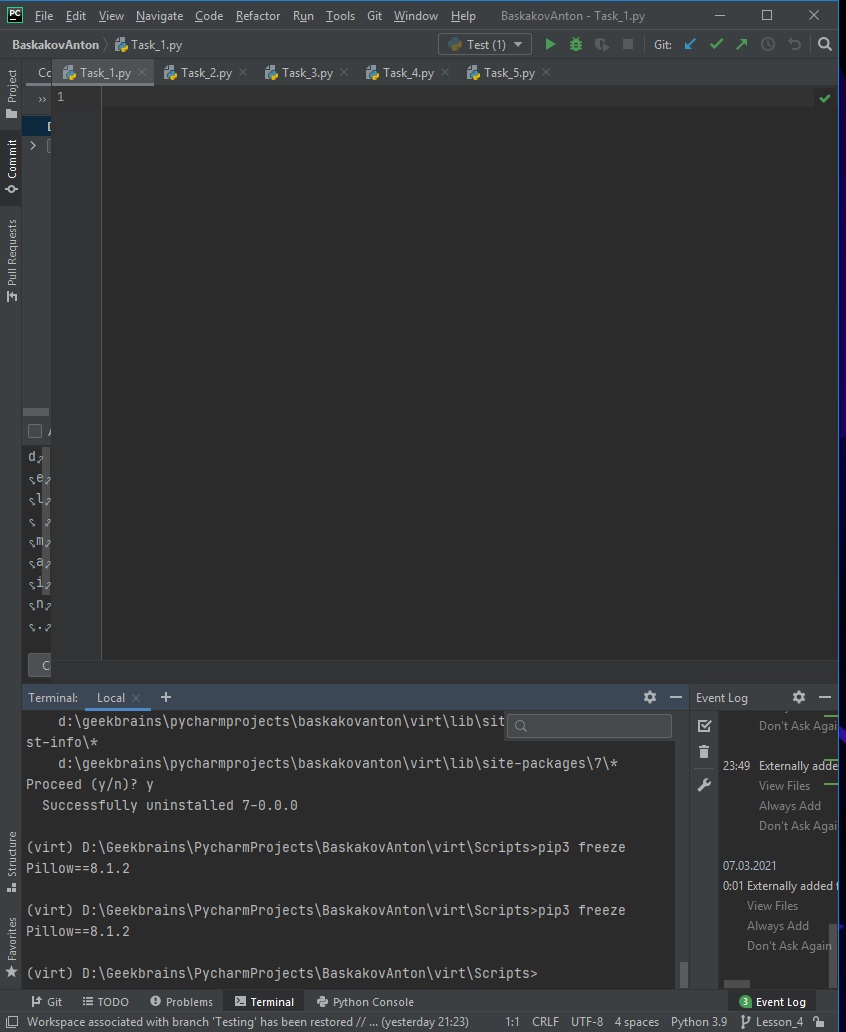 PC File Edit View Navigate Code Refactor Run Tools Git Window Help BaskakovAnton - Task_1.py
BaskakovAnton Task_1.py Test (1) Git:
Task_1.py Task_2.py Task_3.py Task_4.py Task_5.py
1
Project
Commit
Pull Requests
d
e
l
m
a
i
n
.
Terminal: Local +
d:\geekbrains\pycharmprojects\baskakovanton\virt\lib\sit
st-info\*
d:\geekbrains\pycharmprojects\baskakovanton\virt\lib\site-packages\7\*
Proceed (y/n)? y
Successfully uninstalled 7-0.0.0
(virt) D:\Geekbrains\PycharmProjects\BaskakovAnton\virt\Scripts>pip3 freeze
Pillow==8.1.2
(virt) D:\Geekbrains\PycharmProjects\BaskakovAnton\virt\Scripts>pip3 freeze
Pillow==8.1.2
(virt) D:\Geekbrains\PycharmProjects\BaskakovAnton\virt\Scripts>
Event Log
Don't Ask Agai
23:49 Externally adde
View Files
Always Add
Don't Ask Agai
07.03.2021
0:01 Externally added f
View Files
Always Add
Don't Ask Again
Structure
Favorites
Git TODO Problems Terminal Python Console 3 Event Log
Workspace associated with branch 'Testing' has been restored // ... (yesterday 21:23) 1:1 CRLF UTF-8 4 spaces Python 3.9 Lesson_4